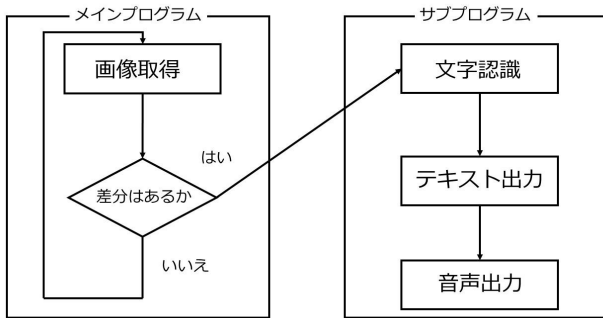 メインプログラム
画像取得
はい
差分はあるか
いいえ
サブプログラム
文字認識
テキスト出力
音声出力